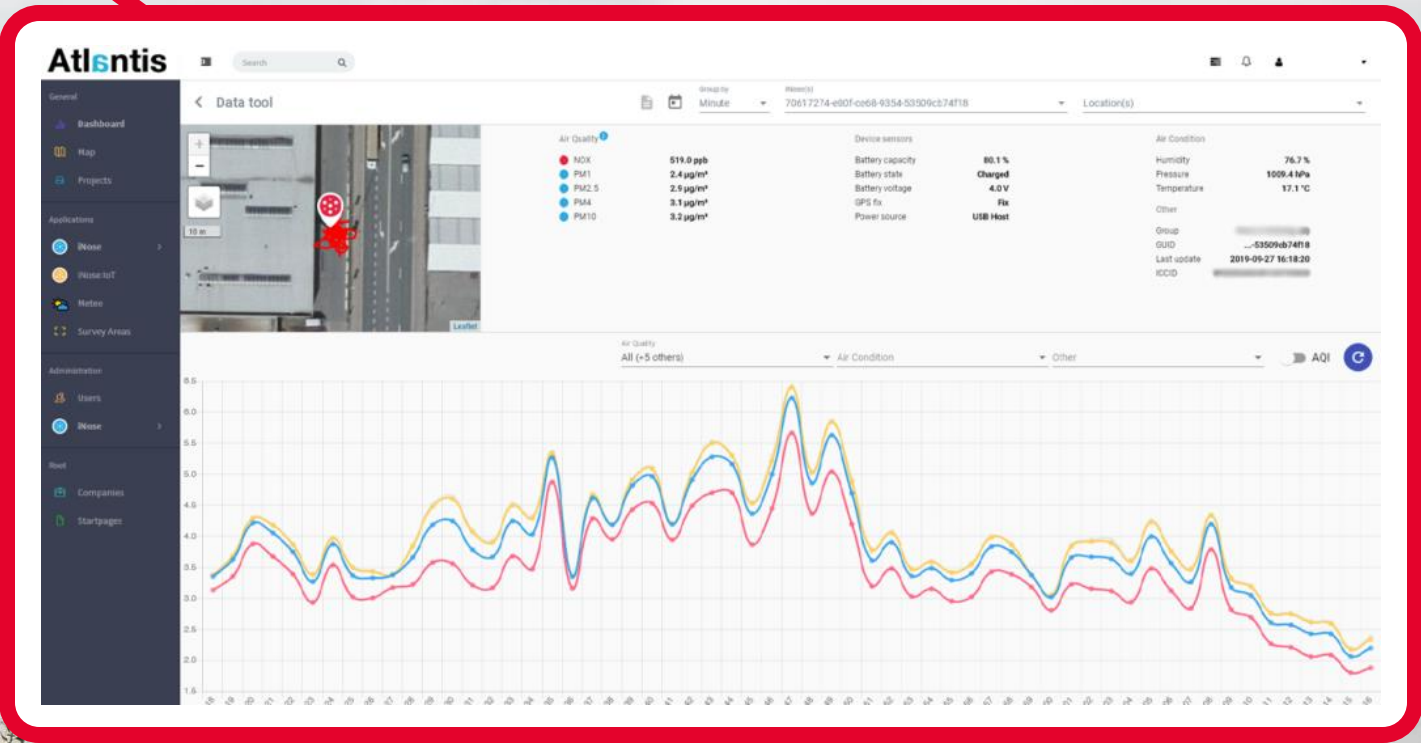 Atlantis
Search
General
Dashboard
Map
Projects
Applications
iNose
iNose:IoT
Meteo
Survey Areas
Administration
Users
iNose
Root
Companies
Startpages
Data tool
Group by
Minute
iNose(s)
70617274-e80f-ce68-9354-53509cb74f18
Location(s)
+
−
10 m
Leaflet
Air Quality
NOX 519.0 ppb
PM1 2.4 µg/m³
PM2.5 2.9 µg/m³
PM4 3.1 µg/m³
PM10 3.2 µg/m³
Device sensors
Battery capacity 80.1 %
Battery state Charged
Battery voltage 4.0 V
GPS fix Fix
Power source USB Host
Air Condition
Humidity 76.7 %
Pressure 1009.4 hPa
Temperature 17.1 °C
Other
Group
GUID ...-53509cb74f18
Last update 2019-09-27 16:18:20
ICCID
Air Quality
All (+5 others)
Air Condition
Other
AQI
6.5
6.0
5.5
5.0
4.5
4.0
3.5
3.0
2.5
2.0
1.5